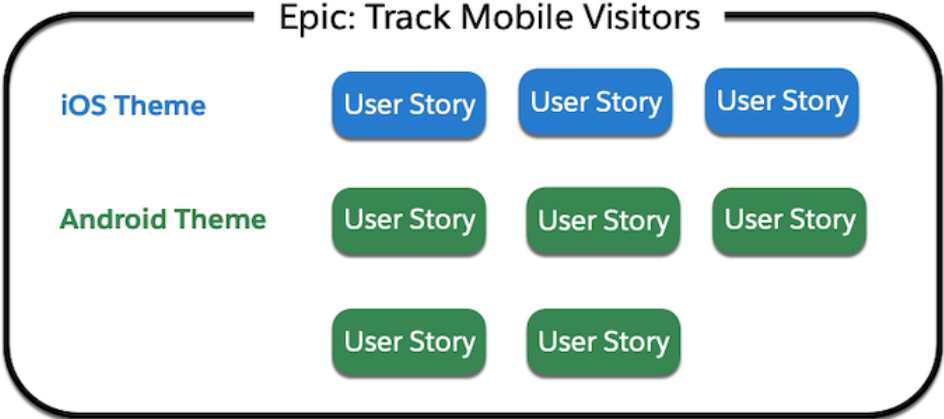 Epic: Track Mobile Visitors
iOS Theme User Story User Story User Story
Android Theme User Story User Story User Story
User Story User Story